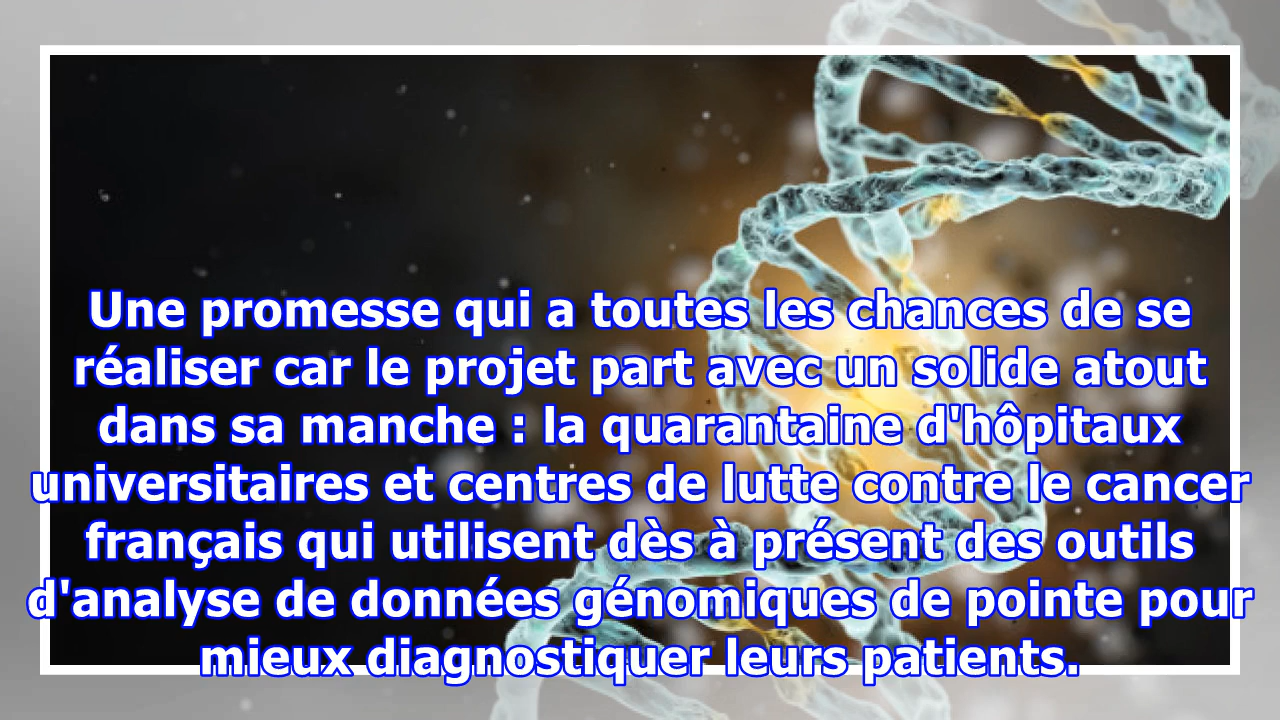 Une promesse qui a toutes les chances de se
réaliser car le projet part avec un solide atout
dans sa manche : la quarantaine d'hôpitaux
universitaires et centres de lutte contre le cancer
français qui utilisent dès à présent des outils
d'analyse de données génomiques de pointe pour
mieux diagnostiquer leurs patients.